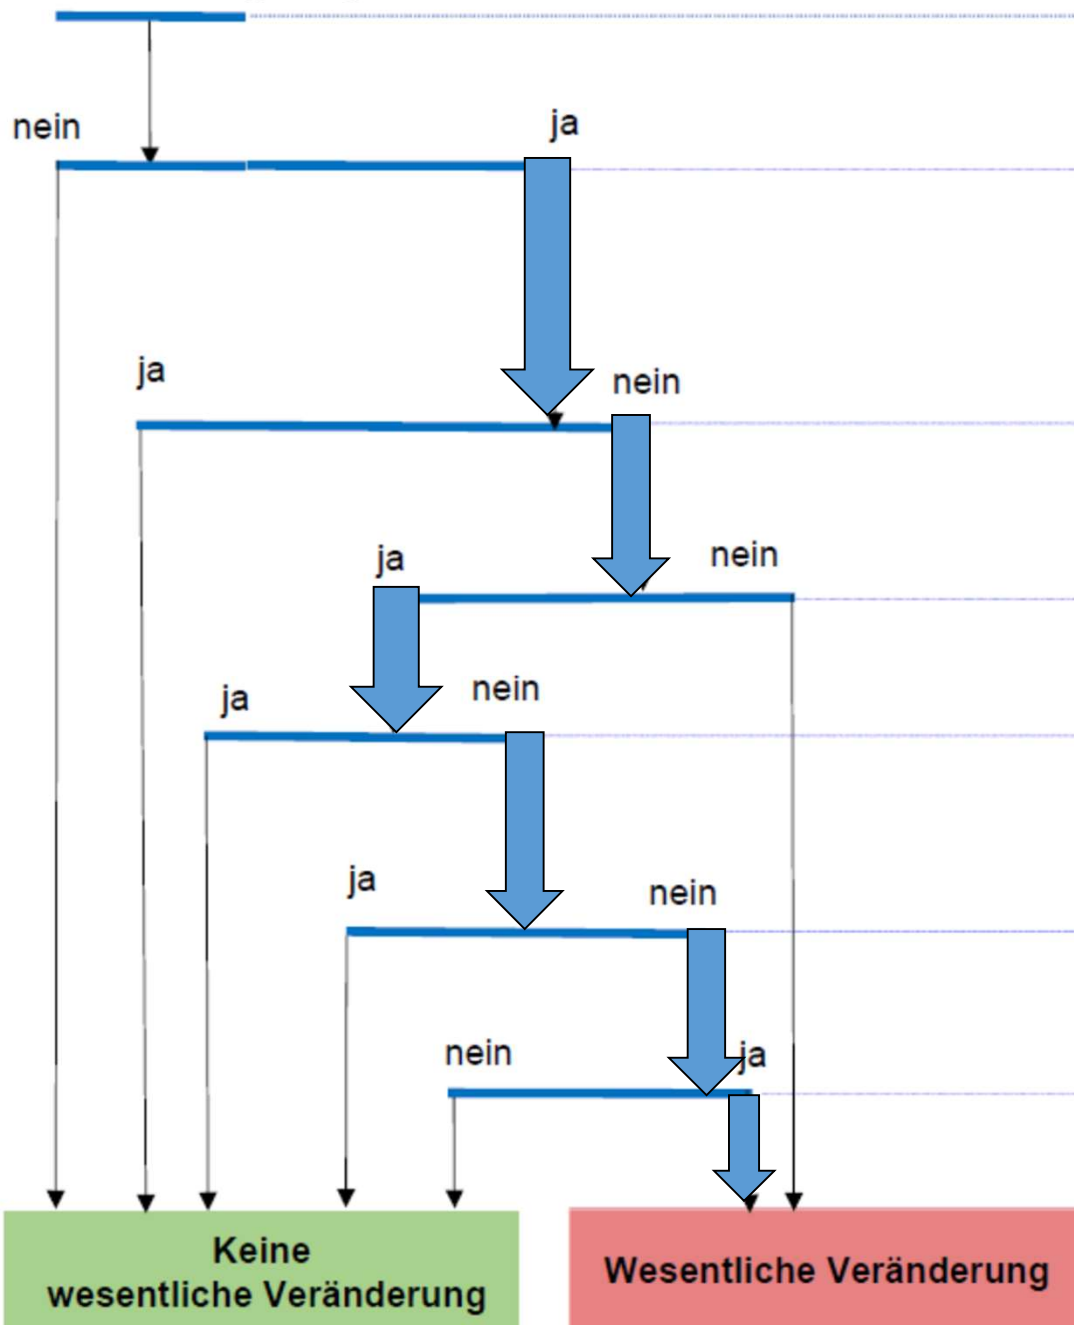 nein
ja
ja
nein
ja
nein
ja
nein
ja
nein
nein
ja
Keine
wesentliche Veränderung
Wesentliche Veränderung